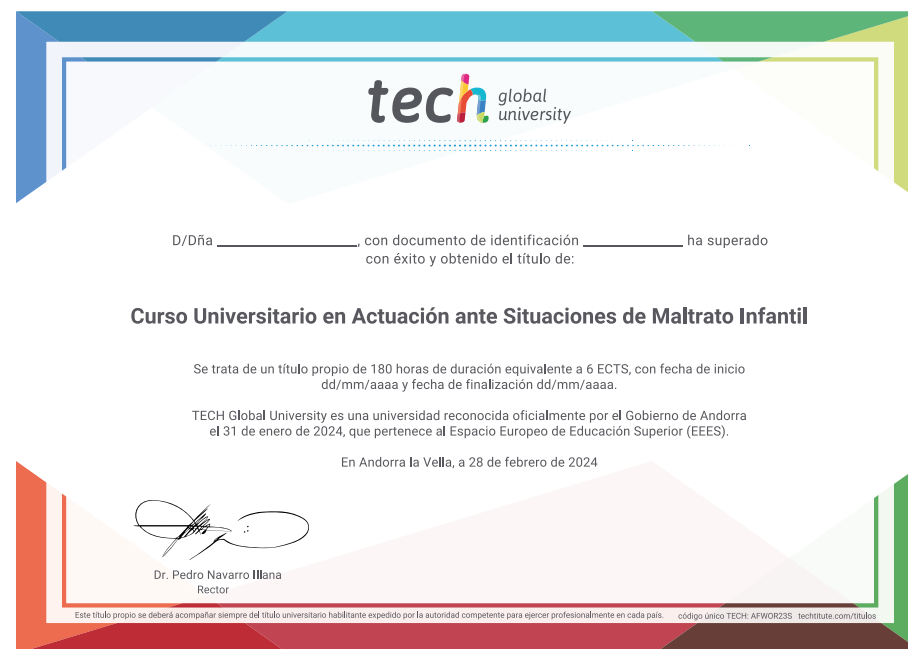 tech global university
D/Dña ____________, con documento de identificación ____________ ha superado
con éxito y obtenido el título de:
Curso Universitario en Actuación ante Situaciones de Maltrato Infantil
Se trata de un título propio de 180 horas de duración equivalente a 6 ECTS, con fecha de inicio
dd/mm/aaaa y fecha de finalización dd/mm/aaaa.
TECH Global University es una universidad reconocida oficialmente por el Gobierno de Andorra
el 31 de enero de 2024, que pertenece al Espacio Europeo de Educación Superior (EEES).
En Andorra la Vella, a 28 de febrero de 2024
Dr. Pedro Navarro Illana
Rector
Este título propio se deberá acompañar siempre del título universitario habilitante expedido por la autoridad competente para ejercer profesionalmente en cada país. código único TECH: AFWOR23S techtitute.com/titulos